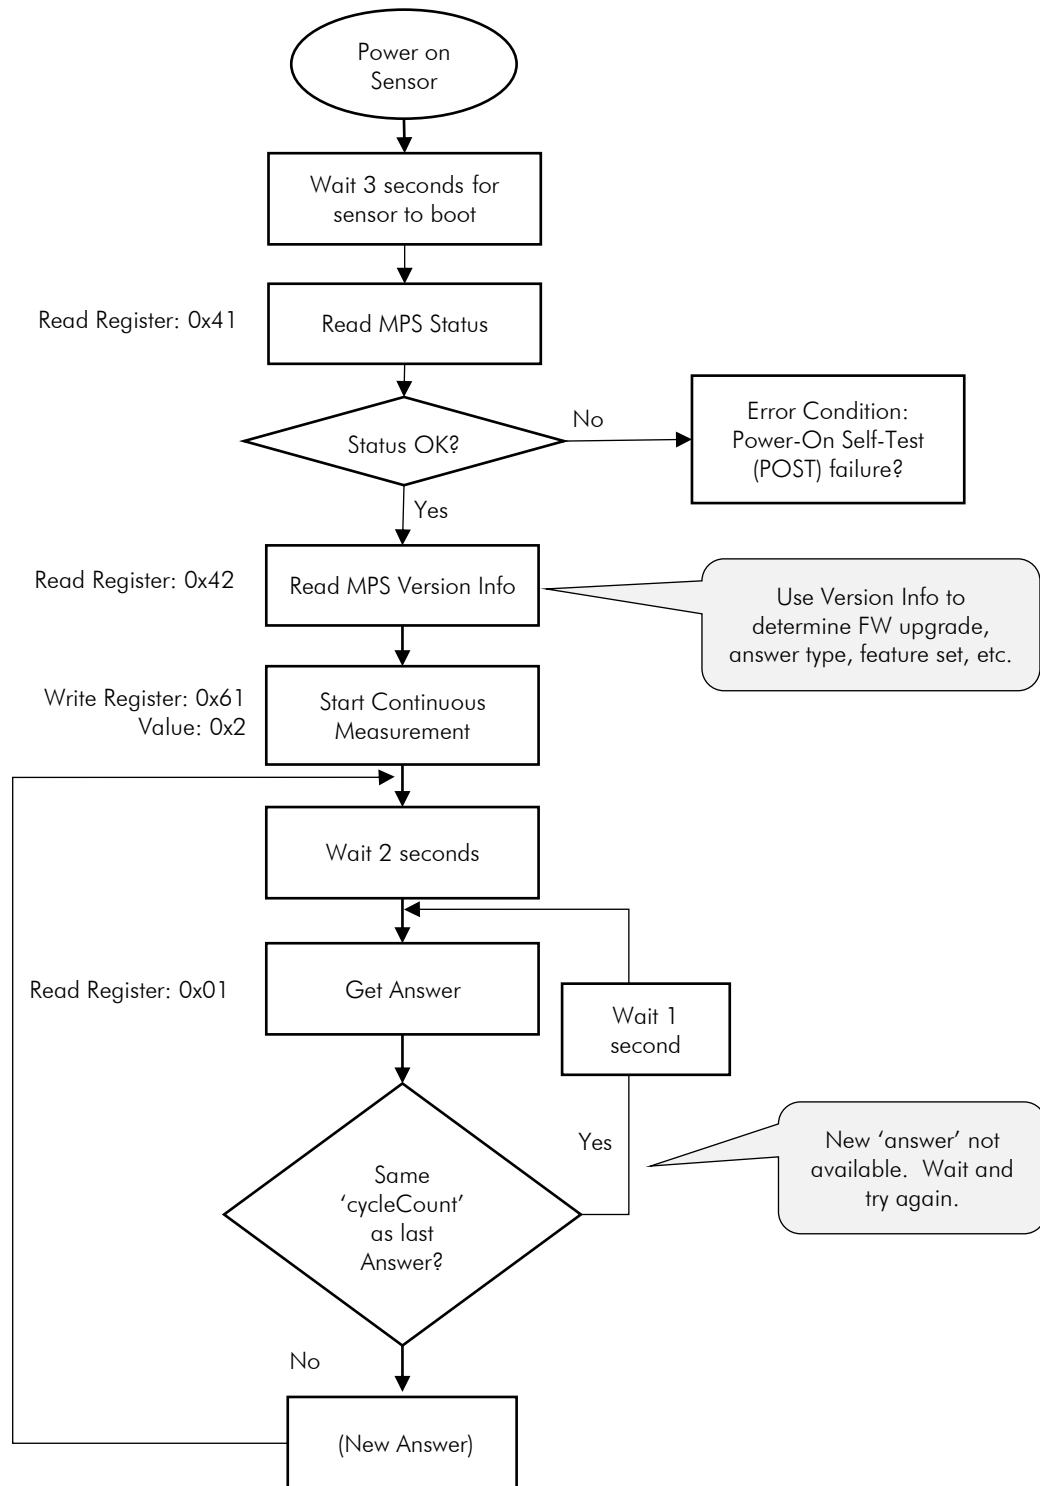 Power on
Sensor
Wait 3 seconds for
sensor to boot
Read Register: 0x41
Read MPS Status
Status OK?
No
Error Condition:
Power-On Self-Test
(POST) failure?
Yes
Read Register: 0x42
Read MPS Version Info
Use Version Info to
determine FW upgrade,
answer type, feature set, etc.
Write Register: 0x61
Value: 0x2
Start Continuous
Measurement
Wait 2 seconds
Read Register: 0x01
Get Answer
Wait 1
second
Yes
New ‘answer’ not
available.  Wait and
try again.
Same
‘cycleCount’
as last
Answer?
No
(New Answer)